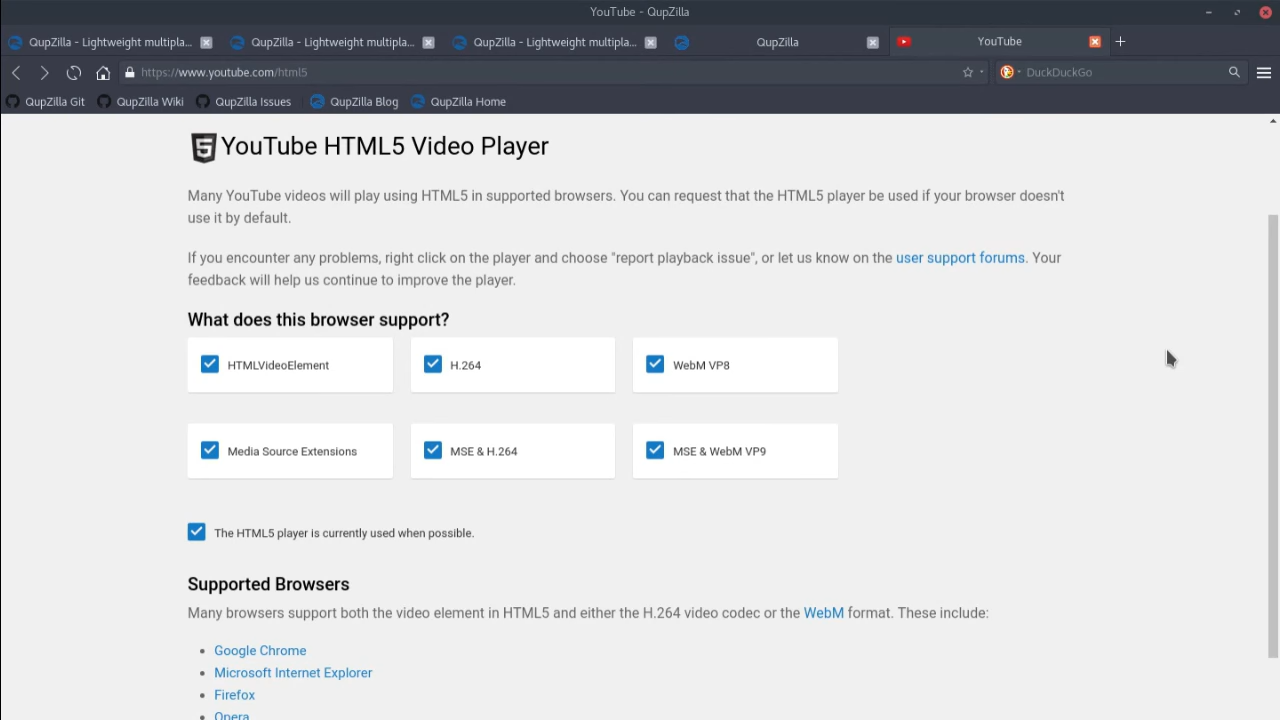 YouTube - QupZilla
QupZilla - Lightweight multipla...
QupZilla - Lightweight multipla...
QupZilla - Lightweight multipla...
QupZilla
YouTube
https://www.youtube.com/html5
DuckDuckGo
QupZilla Git
QupZilla Wiki
QupZilla Issues
QupZilla Blog
QupZilla Home
5
YouTube HTML5 Video Player
Many YouTube videos will play using HTML5 in supported browsers. You can request that the HTML5 player be used if your browser doesn't
use it by default.
If you encounter any problems, right click on the player and choose "report playback issue", or let us know on the user support forums. Your
feedback will help us continue to improve the player.
What does this browser support?
HTMLVideoElement
H.264
WebM VP8
Media Source Extensions
MSE & H.264
MSE & WebM VP9
The HTML5 player is currently used when possible.
Supported Browsers
Many browsers support both the video element in HTML5 and either the H.264 video codec or the WebM format. These include:
Google Chrome
Microsoft Internet Explorer
Firefox
Opera